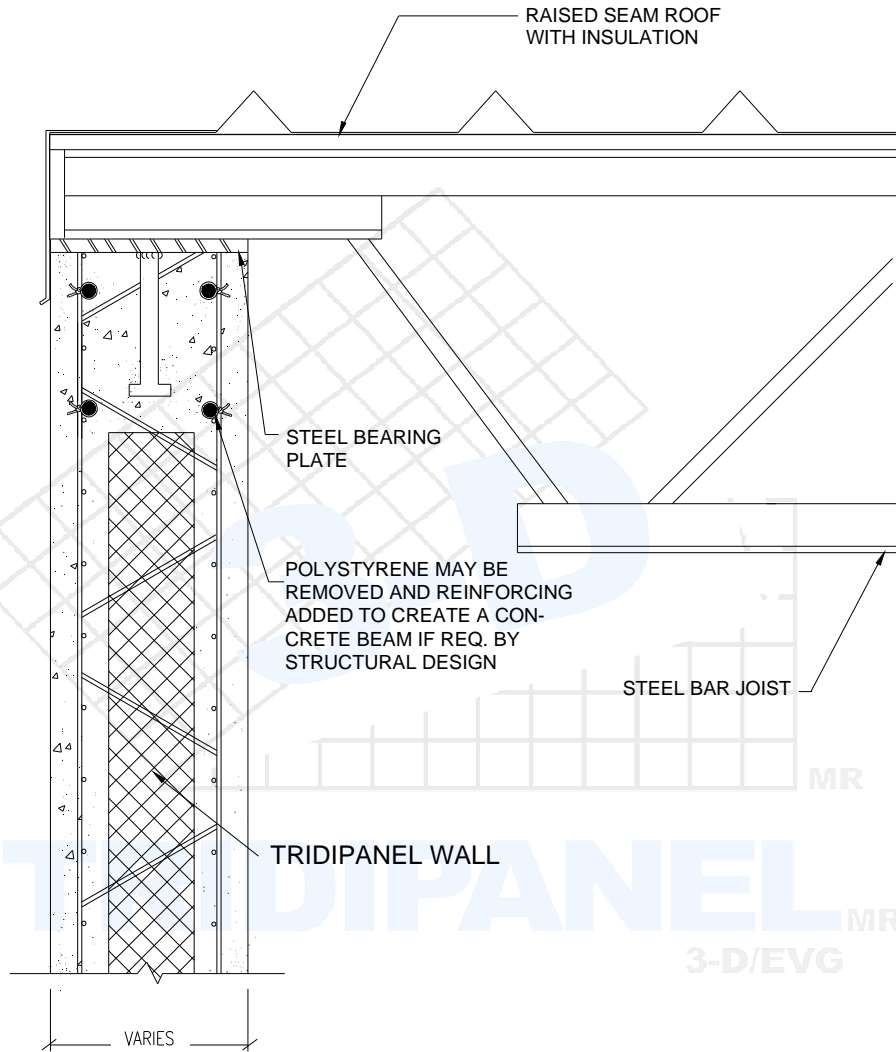 RAISED SEAM ROOF
WITH INSULATION
STEEL BEARING
PLATE
POLYSTYRENE MAY BE
REMOVED AND REINFORCING
ADDED TO CREATE A CON-
CRETE BEAM IF REQ. BY
STRUCTURAL DESIGN
STEEL BAR JOIST
TRIDIPANEL WALL
VARIES
3-D
MR
TRIDIPANEL MR
3-D/EVG